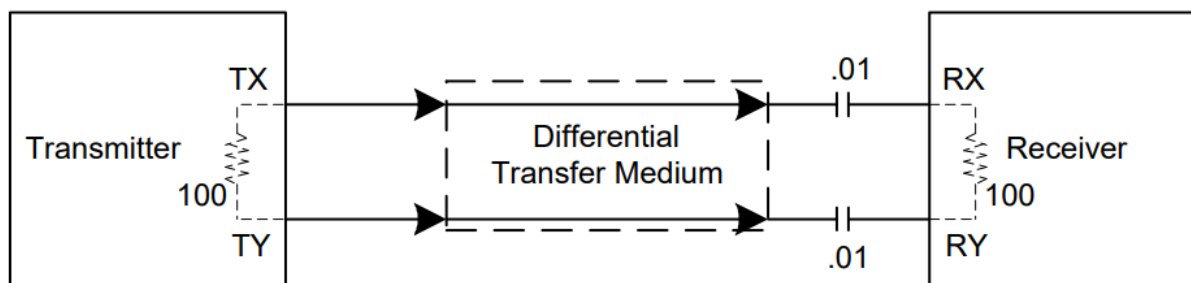 TX
.01
RX
Transmitter
Differential
Transfer Medium
Receiver
100
100
TY
.01
RY